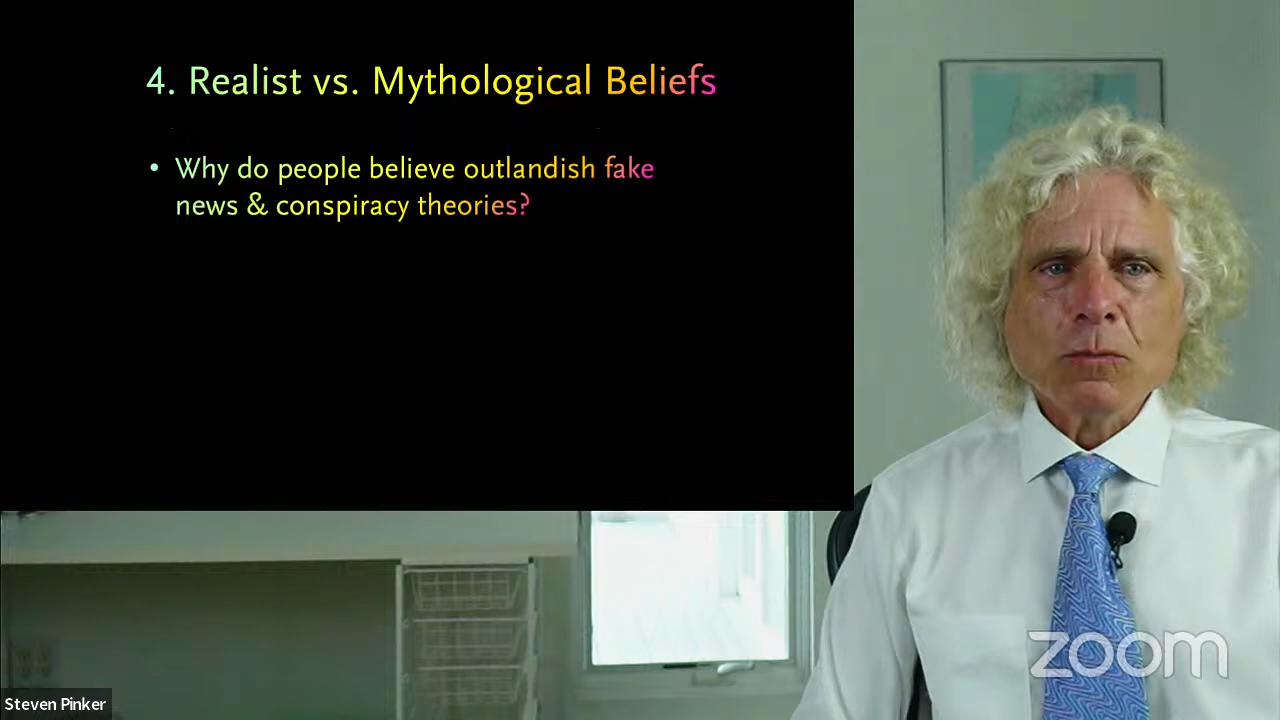 4. Realist vs. Mythological Beliefs
• Why do people believe outlandish fake
news & conspiracy theories?
zoom
Steven Pinker